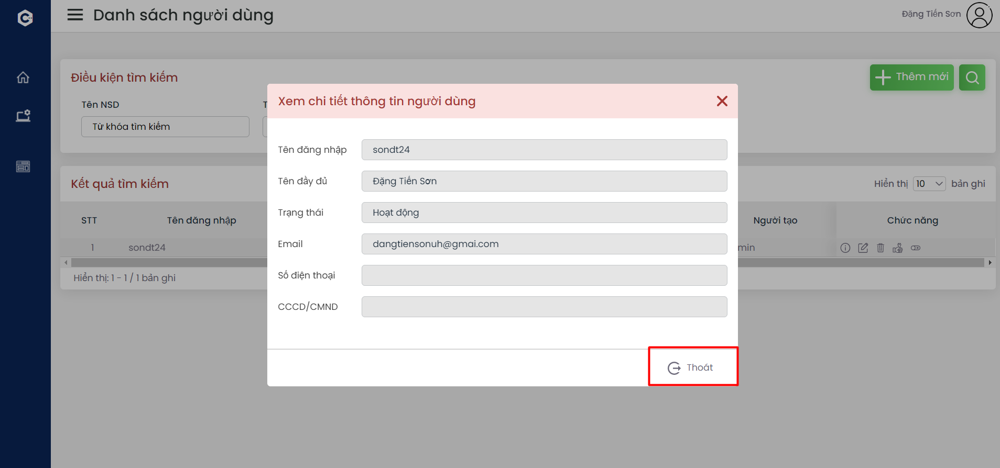 Danh sách người dùng
Đặng Tiến Sơn
Điều kiện tìm kiếm
Thêm mới
Tên NSD
Từ khóa tìm kiếm
Xem chi tiết thông tin người dùng
Tên đăng nhập
sondt24
Tên đầy đủ
Đặng Tiến Sơn
Trạng thái
Hoạt động
Email
dangtiensonuh@gmai.com
Số điện thoại
CCCD/CMND
Thoát
Kết quả tìm kiếm
Hiển thị 10 bản ghi
STT Tên đăng nhập Người tạo Chức năng
1 sondt24 min
Hiển thị: 1 - 1 / 1 bản ghi